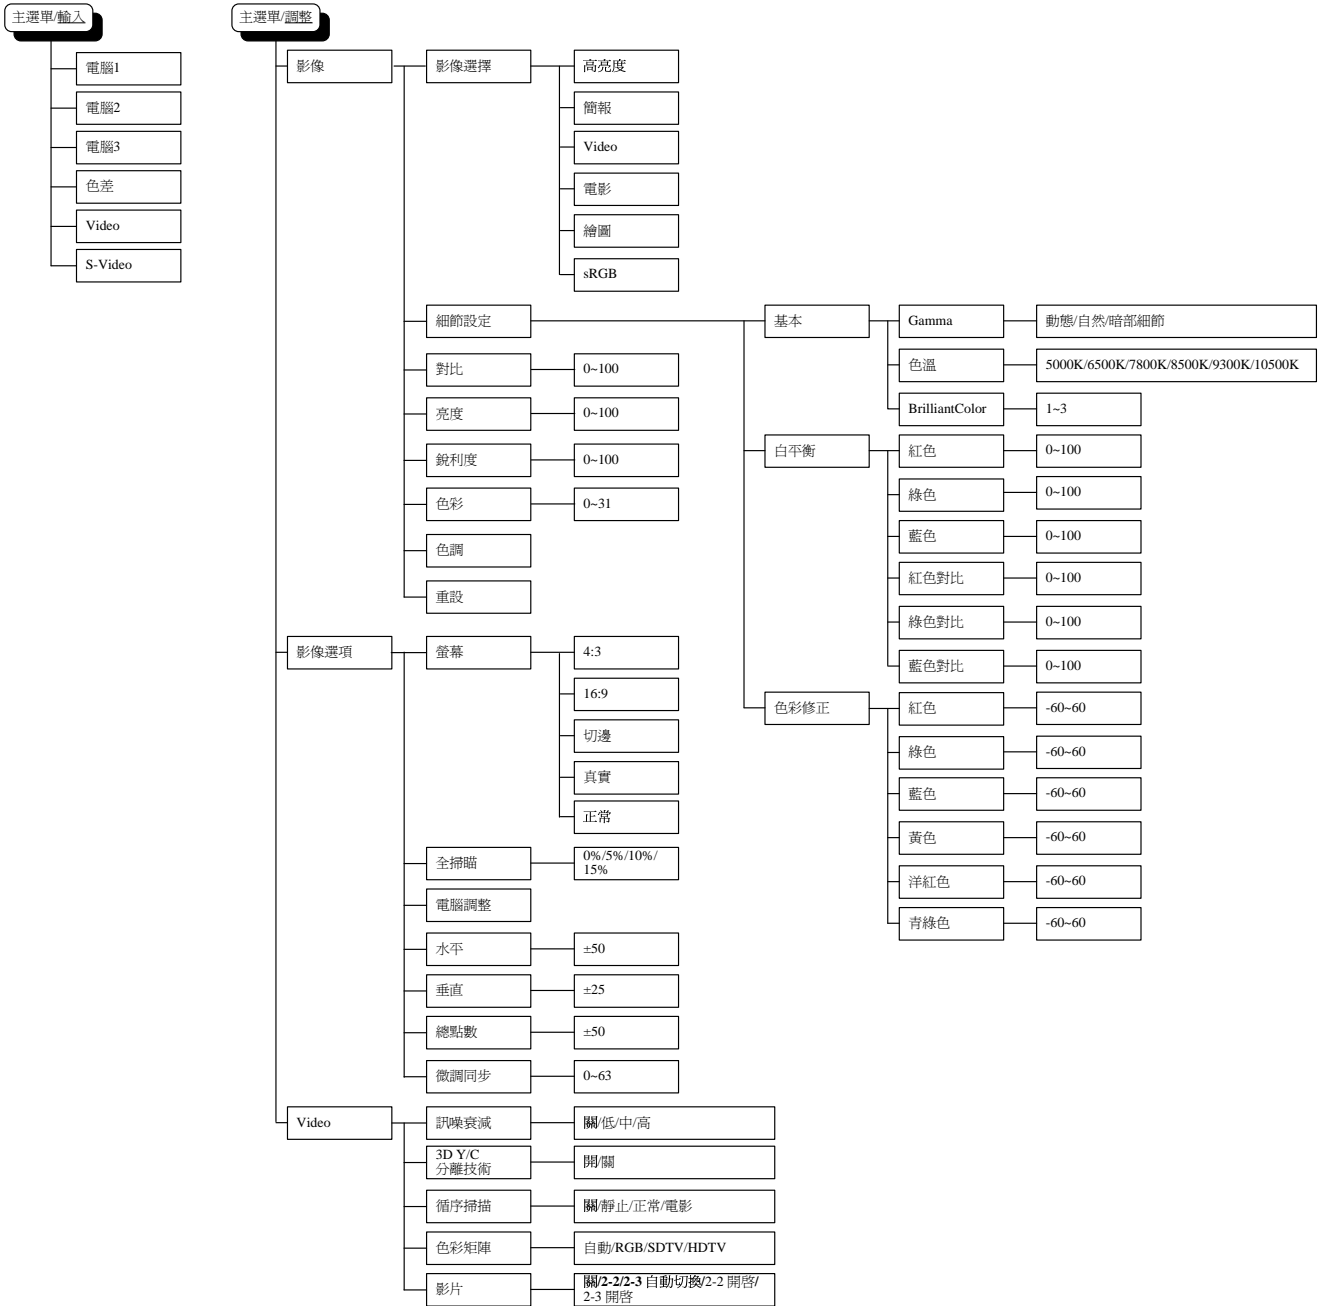 主選單/輸入
電腦1
電腦2
電腦3
色差
Video
S-Video
主選單/調整
影像
影像選擇
高亮度
簡報
Video
電影
繪圖
sRGB
細節設定
基本
Gamma
動態/自然/暗部細節
色溫
5000K/6500K/7800K/8500K/9300K/10500K
BrilliantColor
1~3
白平衡
紅色
0~100
綠色
0~100
藍色
0~100
紅色對比
0~100
綠色對比
0~100
藍色對比
0~100
色彩修正
紅色
-60~60
綠色
-60~60
藍色
-60~60
黃色
-60~60
洋紅色
-60~60
青綠色
-60~60
對比
0~100
亮度
0~100
銳利度
0~100
色彩
0~31
色調
重設
影像選項
螢幕
4:3
16:9
切邊
真實
正常
全掃瞄
0%/5%/10%/
15%
電腦調整
水平
±50
垂直
±25
總點數
±50
微調同步
0~63
Video
訊噪衰減
關/低/中/高
3D Y/C
分離技術
開/關
循序掃描
關/靜止/正常/電影
色彩矩陣
自動/RGB/SDTV/HDTV
影片
關/2-2/2-3 自動切換/2-2 開啓/
2-3 開啓